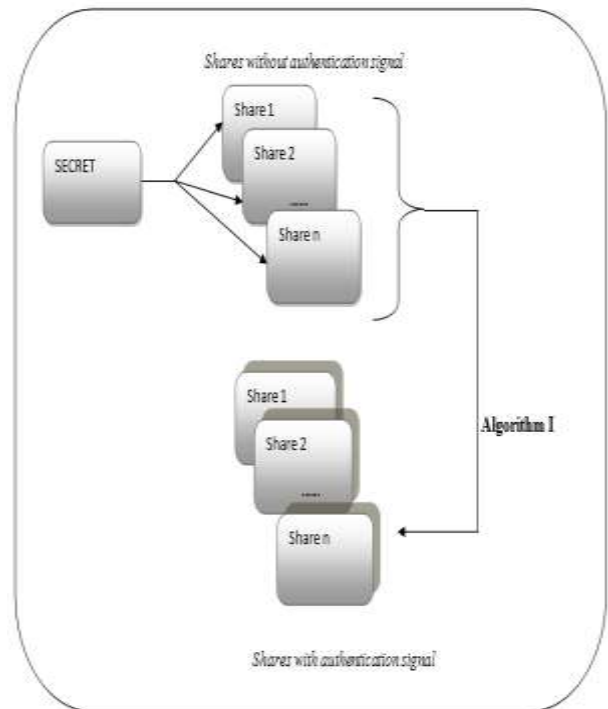 Shares without authentication signal
Share 1
SECRET
Share 2
......
Share n
Share 1
Algorithm I
Share 2
......
Share n
Shares with authentication signal